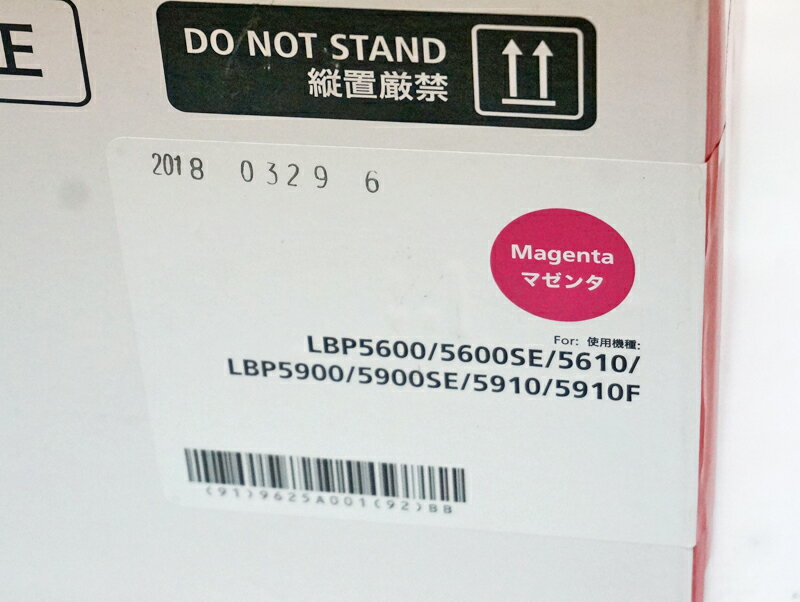 正
DO NOT STAND
縦置厳禁
2018 0329 6
Magenta
マゼンタ
For: 使用機種:
LBP5600/5600SE/5610/
LBP5900/5900SE/5910/5910F
(91)9625A001(92)BB